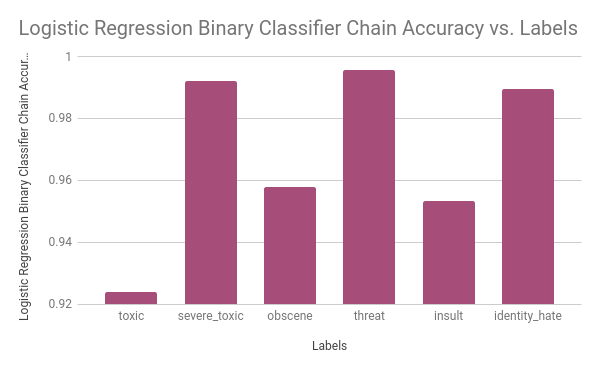 Logistic Regression Binary Classifier Chain Accuracy vs. Labels
Logistic Regression Binary Classifier Chain Accur...
1
0.98
0.96
0.94
0.92
toxic
severe_toxic
obscene
threat
insult
identity_hate
Labels